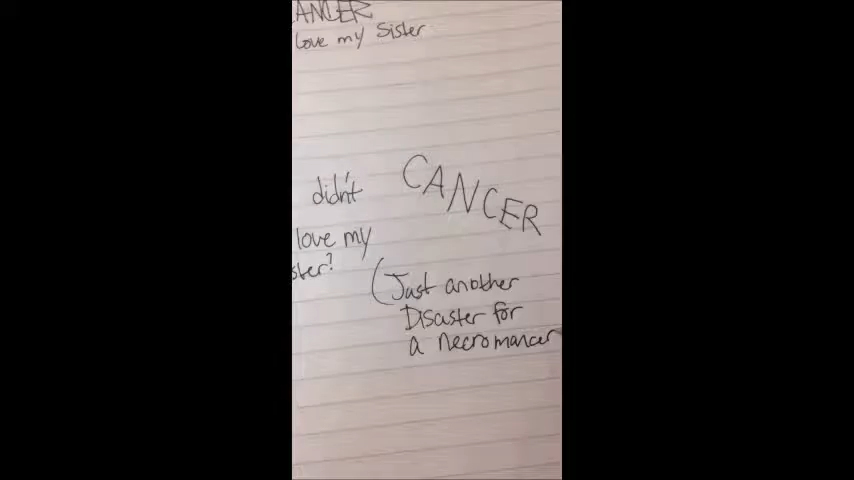 ANCER
love my Sister
CANCER
didn't
love my
ster?
(Just another
Disaster for
a necromancer